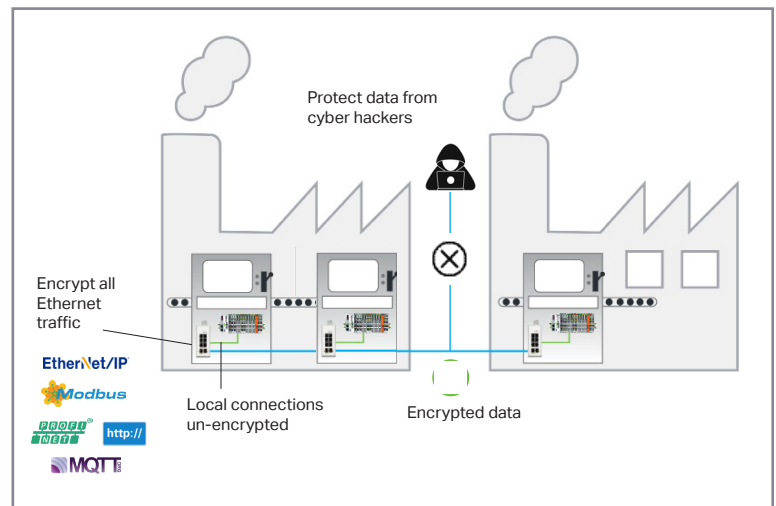 Protect data from
cyber hackers
Encrypt all
Ethernet
traffic
EtherNet/IP
Modbus
PROFI
NET
®
http://
MQTT
.ORG
Local connections
un-encrypted
Encrypted data